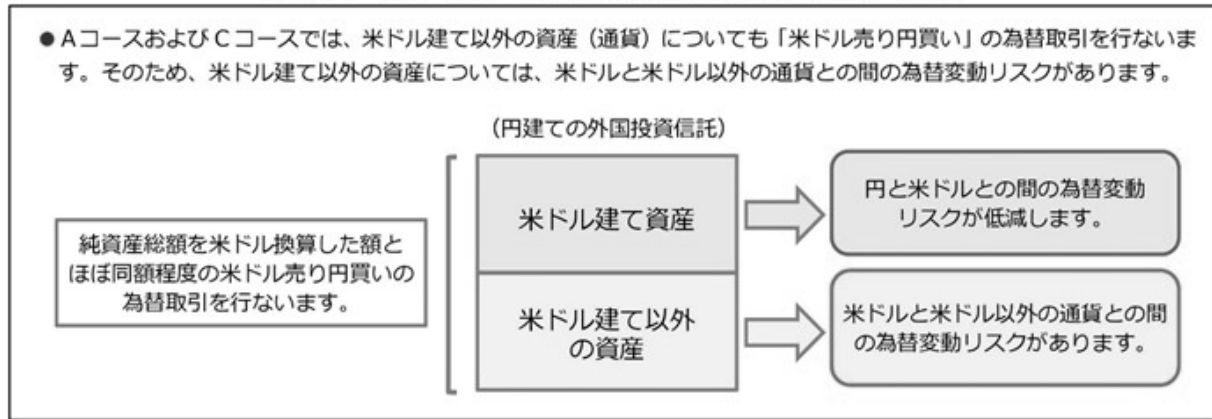 ● AコースおよびCコースでは、米ドル建て以外の資産（通貨）についても「米ドル売り円買い」の為替取引を行ないま
す。そのため、米ドル建て以外の資産については、米ドルと米ドル以外の通貨との間の為替変動リスクがあります。
（円建ての外国投資信託）
純資産総額を米ドル換算した額と
ほぼ同額程度の米ドル売り円買いの
為替取引を行ないます。
米ドル建て資産
円と米ドルとの間の為替変動
リスクが低減します。
米ドル建て以外
の資産
米ドルと米ドル以外の通貨との間
の為替変動リスクがあります。